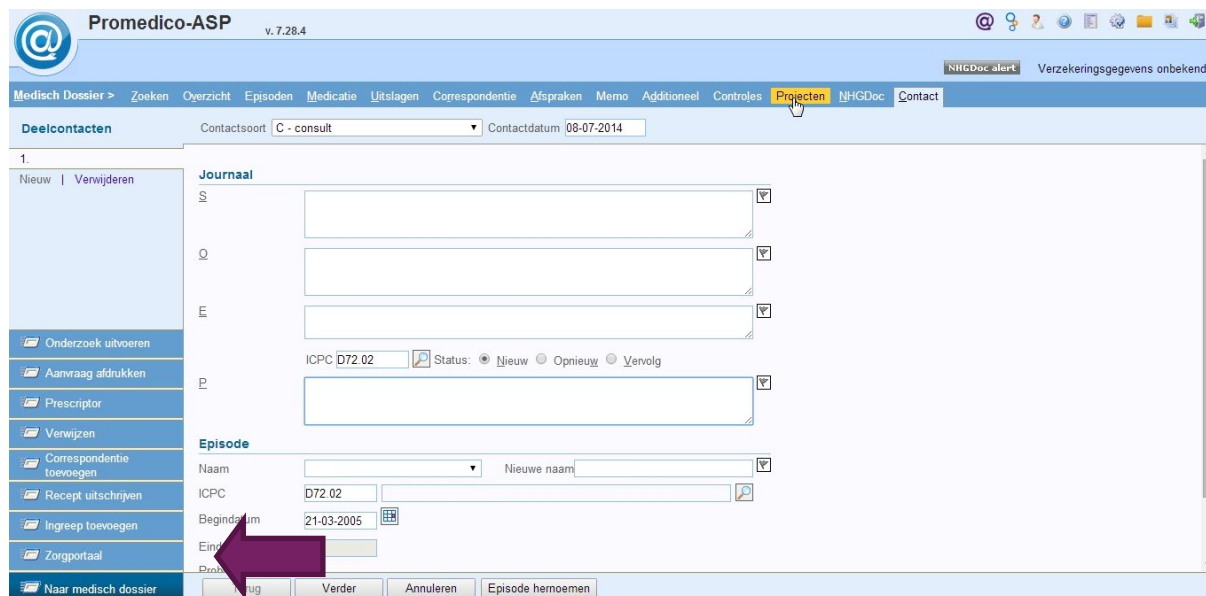 Promedico-ASP v. 7.28.4
NHGDoc alert Verzekeringsgegevens onbekend
Medisch Dossier > Zoeken Overzicht Episoden Medicatie Uitslagen Correspondentie Afspraken Memo Additioneel Controles Projecten NHGDoc Contact
Deelcontacten Contactsoort C - consult Contactdatum 08-07-2014
1.
Nieuw | Verwijderen
Journaal
S
O
E
ICPC D72.02 Status: Nieuw Opnieuw Vervolg
P
Onderzoek uitvoeren
Aanvraag afdrukken
Prescriptor
Verwijzen
Correspondentie
toevoegen
Recept uitschrijven
Ingreep toevoegen
Zorgportaal
Naar medisch dossier
Episode
Naam Nieuwe naam
ICPC D72.02
Begindatum 21-03-2005
Verder Annuleren Episode hernoemen